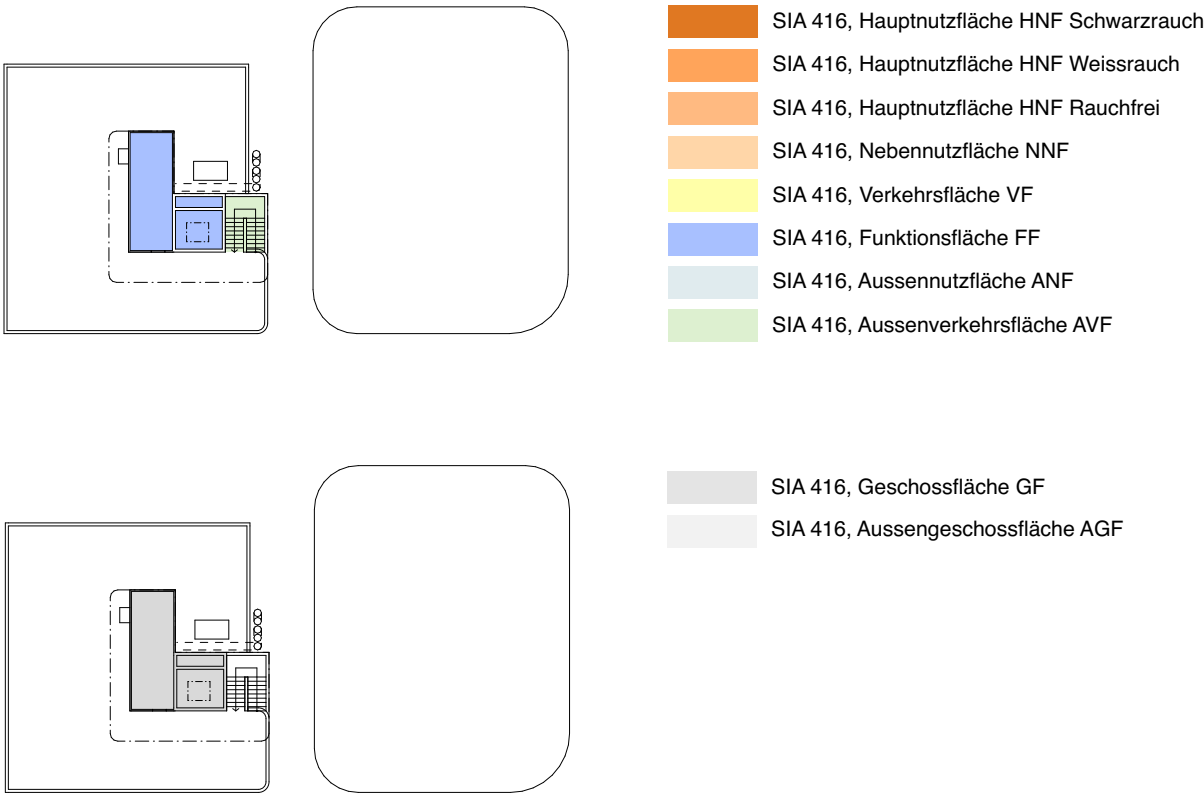 SIA 416, Hauptnutzfläche HNF Schwarzrauch
SIA 416, Hauptnutzfläche HNF Weissrauch
SIA 416, Hauptnutzfläche HNF Rauchfrei
SIA 416, Nebennutzfläche NNF
SIA 416, Verkehrsfläche VF
SIA 416, Funktionsfläche FF
SIA 416, Aussennutzfläche ANF
SIA 416, Aussenverkehrsfläche AVF
SIA 416, Geschossfläche GF
SIA 416, Aussengeschossfläche AGF